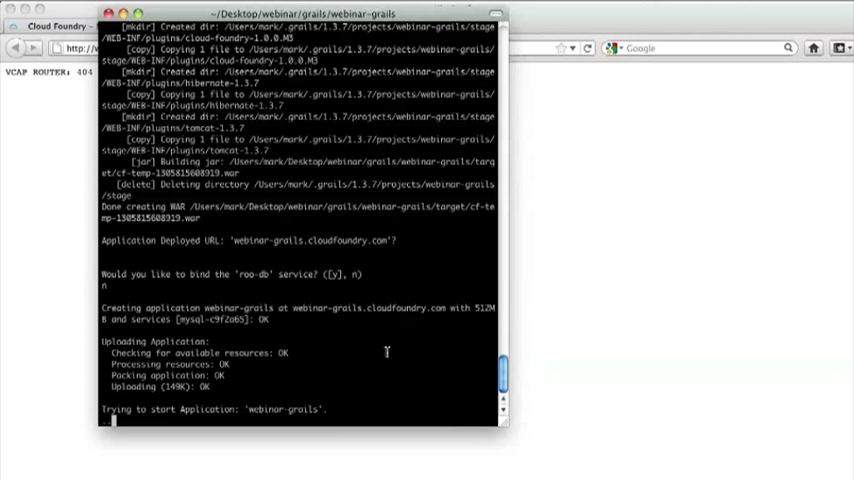 ~/Desktop/webinar/grails/webinar-grails
Cloud Foundry -
http://v
Google
VCAP ROUTER: 404
[mkdir] Created dir: /Users/mark/.grails/1.3.7/projects/webinar-grails/stage
/WEB-INF/plugins/cloud-foundry-1.0.0.M3
[copy] Copying 1 file to /Users/mark/.grails/1.3.7/projects/webinar-grails/
stage/WEB-INF/plugins/cloud-foundry-1.0.0.M3
[mkdir] Created dir: /Users/mark/.grails/1.3.7/projects/webinar-grails/stage
/WEB-INF/plugins/hibernate-1.3.7
[copy] Copying 1 file to /Users/mark/.grails/1.3.7/projects/webinar-grails/
stage/WEB-INF/plugins/hibernate-1.3.7
[mkdir] Created dir: /Users/mark/.grails/1.3.7/projects/webinar-grails/stage
/WEB-INF/plugins/tomcat-1.3.7
[copy] Copying 1 file to /Users/mark/.grails/1.3.7/projects/webinar-grails/
stage/WEB-INF/plugins/tomcat-1.3.7
[jar] Building jar: /Users/mark/Desktop/webinar/grails/webinar-grails/targ
et/cf-temp-1305815608919.war
[delete] Deleting directory /Users/mark/.grails/1.3.7/projects/webinar-grails
/stage
Done creating WAR /Users/mark/Desktop/webinar/grails/webinar-grails/target/cf-te
mp-1305815608919.war
Application Deployed URL: 'webinar-grails.cloudfoundry.com'?
Would you like to bind the 'roo-db' service? ([y], n)
n
Creating application webinar-grails at webinar-grails.cloudfoundry.com with 512M
B and services [mysql-c9f2a65]: OK
Uploading Application:
Checking for available resources: OK
Processing resources: OK
Packing application: OK
Uploading (149K): OK
Trying to start Application: 'webinar-grails'.
..